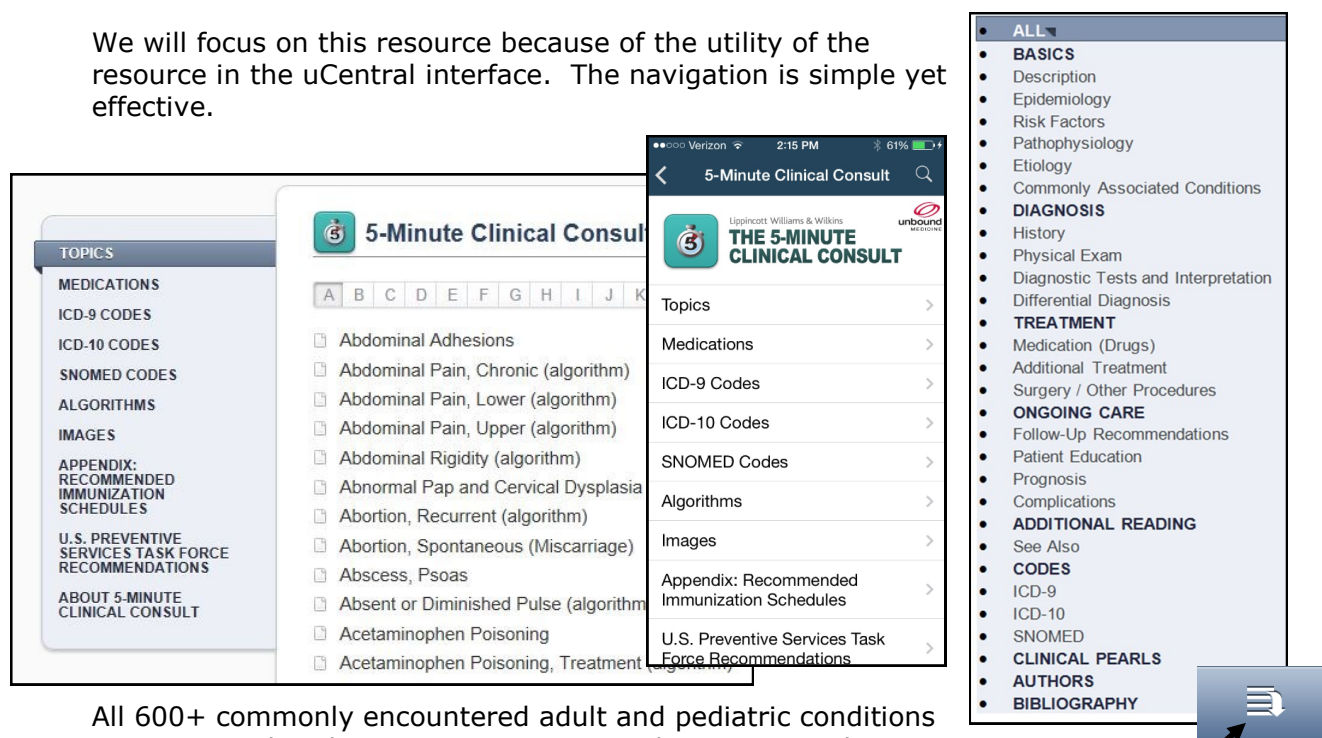 We will focus on this resource because of the utility of the
resource in the uCentral interface. The navigation is simple yet
effective.
TOPICS
MEDICATIONS
ICD-9 CODES
ICD-10 CODES
SNOMED CODES
ALGORITHMS
IMAGES
APPENDIX:
RECOMMENDED
IMMUNIZATION
SCHEDULES
U.S. PREVENTIVE
SERVICES TASK FORCE
RECOMMENDATIONS
ABOUT 5-MINUTE
CLINICAL CONSULT
5
5-Minute Clinical Consul
A B C D E F G H I J K
Abdominal Adhesions
Abdominal Pain, Chronic (algorithm)
Abdominal Pain, Lower (algorithm)
Abdominal Pain, Upper (algorithm)
Abdominal Rigidity (algorithm)
Abnormal Pap and Cervical Dysplasia
Abortion, Recurrent (algorithm)
Abortion, Spontaneous (Miscarriage)
Abscess, Psoas
Absent or Diminished Pulse (algorithm
Acetaminophen Poisoning
Acetaminophen Poisoning, Treatment (algorithm)
Verizon 2:15 PM 61%
5-Minute Clinical Consult
5
Lippincott Williams & Wilkins
THE 5-MINUTE
CLINICAL CONSULT
unbound
MEDICINE
Topics
Medications
ICD-9 Codes
ICD-10 Codes
SNOMED Codes
Algorithms
Images
Appendix: Recommended
Immunization Schedules
U.S. Preventive Services Task
Force Recommendations
• ALL
• BASICS
• Description
• Epidemiology
• Risk Factors
• Pathophysiology
• Etiology
• Commonly Associated Conditions
• DIAGNOSIS
• History
• Physical Exam
• Diagnostic Tests and Interpretation
• Differential Diagnosis
• TREATMENT
• Medication (Drugs)
• Additional Treatment
• Surgery / Other Procedures
• ONGOING CARE
• Follow-Up Recommendations
• Patient Education
• Prognosis
• Complications
• ADDITIONAL READING
• See Also
• CODES
• ICD-9
• ICD-10
• SNOMED
• CLINICAL PEARLS
• AUTHORS
• BIBLIOGRAPHY
All 600+ commonly encountered adult and pediatric conditions